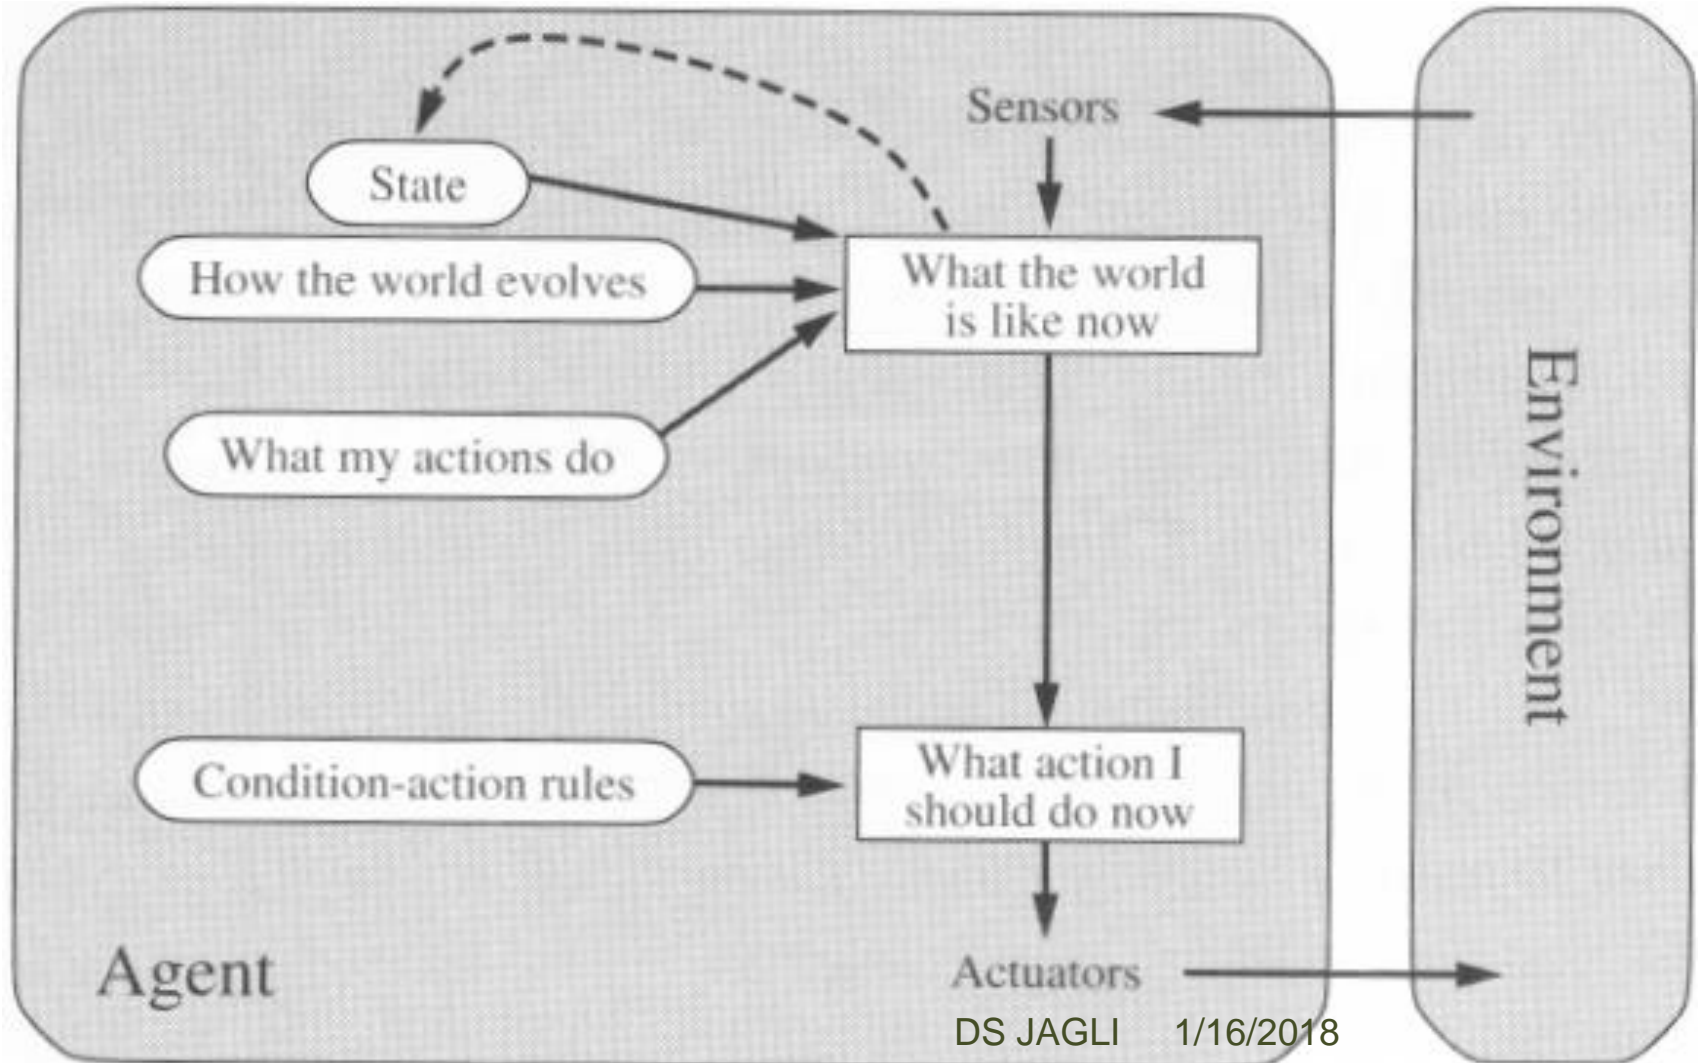 Sensors
State
How the world evolves
What the world
is like now
What my actions do
Environment
Condition-action rules
What action I
should do now
Agent
Actuators
DS JAGLI 1/16/2018